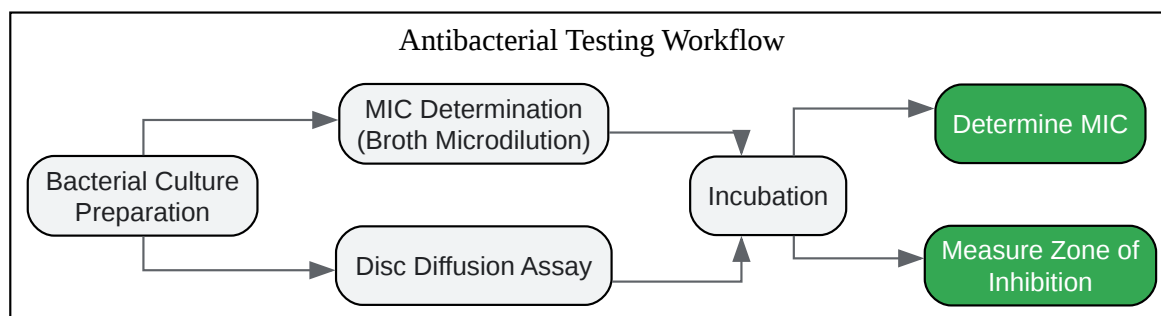 Antibacterial Testing Workflow
Bacterial Culture
Preparation
MIC Determination
(Broth Microdilution)
Disc Diffusion Assay
Incubation
Determine MIC
Measure Zone of
Inhibition